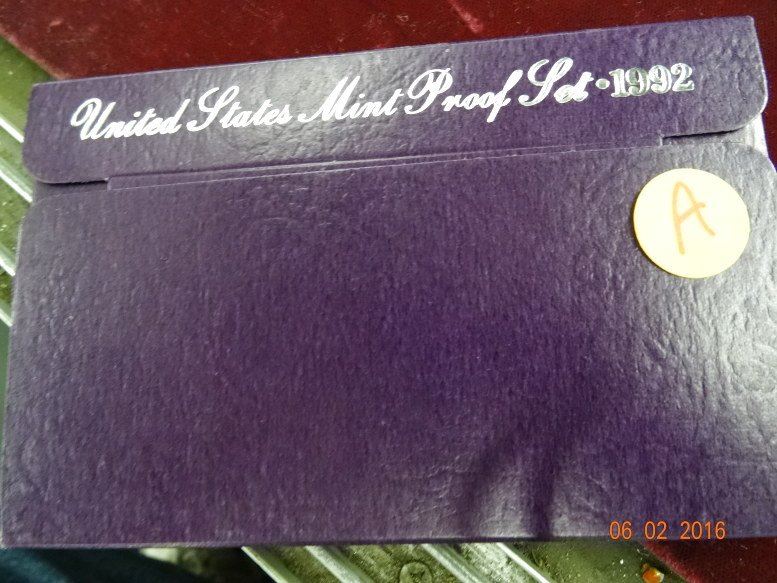 United States Mint Proof Set · 1992
A
06 02 2016